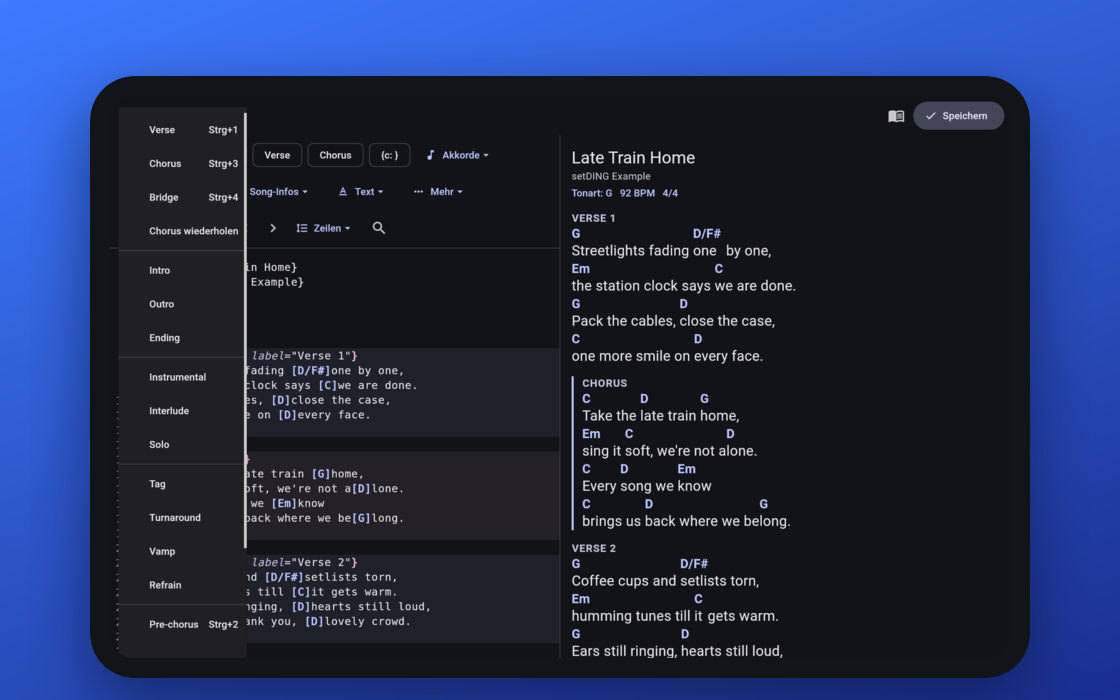 Verse Strg+1
Chorus Strg+3
Bridge Strg+4
Chorus wiederholen
Intro
Outro
Ending
Instrumental
Interlude
Solo
Tag
Turnaround
Vamp
Refrain
Pre-chorus Strg+2
Verse Chorus {c: } Akkorde
Song-Infos Text Mehr
Zeilen
in Home}
Example}
label="Verse 1"}
fading [D/F#]one by one,
clock says [C]we are done.
es, [D]close the case,
e on [D]every face.
}
ate train [G]home,
oft, we're not a[D]lone.
we [Em]know
back where we be[G]long.
label="Verse 2"}
nd [D/F#]setlists torn,
s till [C]it gets warm.
nging, [D]hearts still loud,
ank you, [D]lovely crowd.
Speichern
Late Train Home
setDING Example
Tonart: G 92 BPM 4/4
VERSE 1
G D/F#
Streetlights fading one by one,
Em C
the station clock says we are done.
G D
Pack the cables, close the case,
C D
one more smile on every face.
CHORUS
C D G
Take the late train home,
Em C D
sing it soft, we're not alone.
C D Em
Every song we know
C D G
brings us back where we belong.
VERSE 2
G D/F#
Coffee cups and setlists torn,
Em C
humming tunes till it gets warm.
G D
Ears still ringing, hearts still loud,